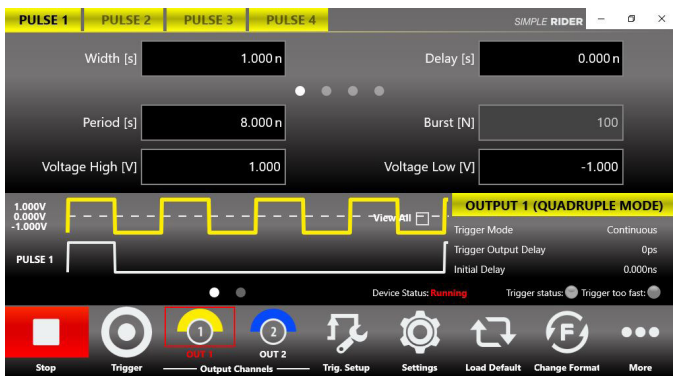 PULSE 1 PULSE 2 PULSE 3 PULSE 4 SIMPLE RIDER
Width [s] 1.000 n Delay [s] 0.000 n
Period [s] 8.000 n Burst [N] 100
Voltage High [V] 1.000 Voltage Low [V] -1.000
1.000V
0.000V
-1.000V
View All
PULSE 1
OUTPUT 1 (QUADRUPLE MODE)
Trigger Mode Continuous
Trigger Output Delay 0ps
Initial Delay 0.000ns
Device Status: Running Trigger status: Trigger too fast:
1 2 F
OUT 1 OUT 2
Stop Trigger Output Channels Trig. Setup Settings Load Default Change Format More